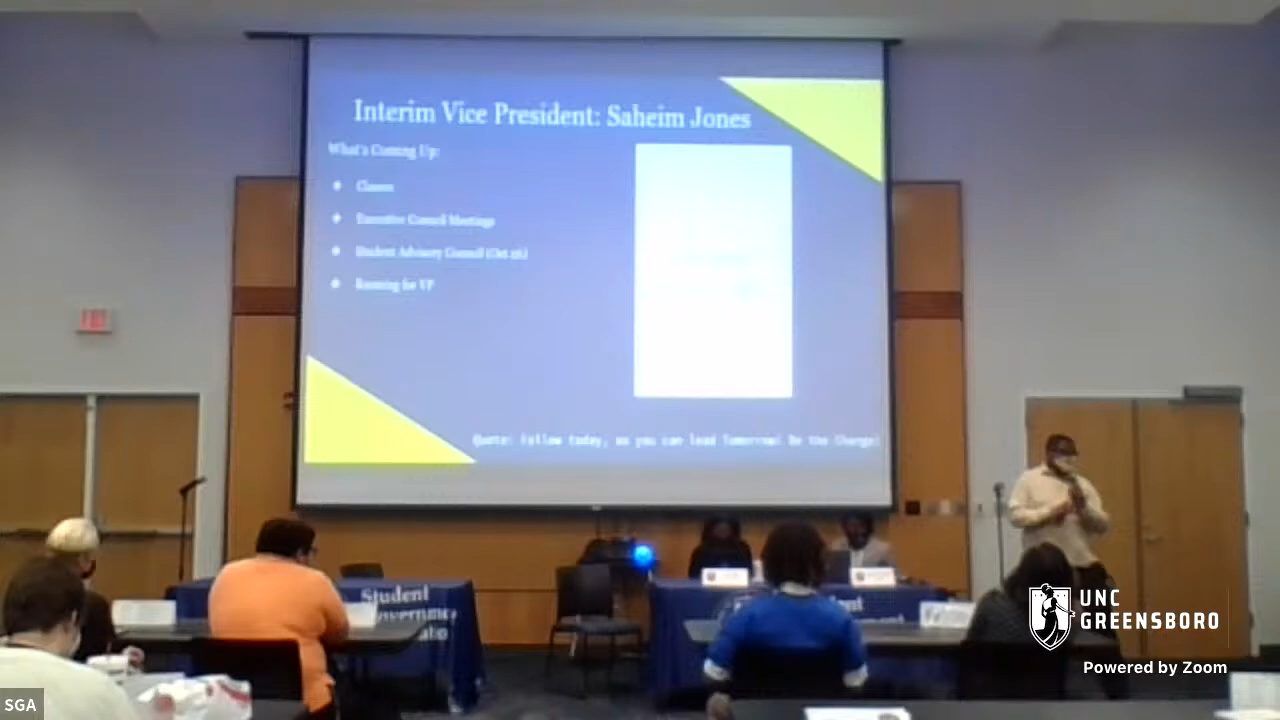 Interim Vice President: Saheim Jones
What's Coming Up:
Classes
Executive Council Meetings
Student Advisory Council (Oct 26)
Running for VP
Quote: Follow today, so you can lead Tomorrow! Be the Change!
Student
Government
UNC
GREENSBORO
Powered by Zoom
SGA